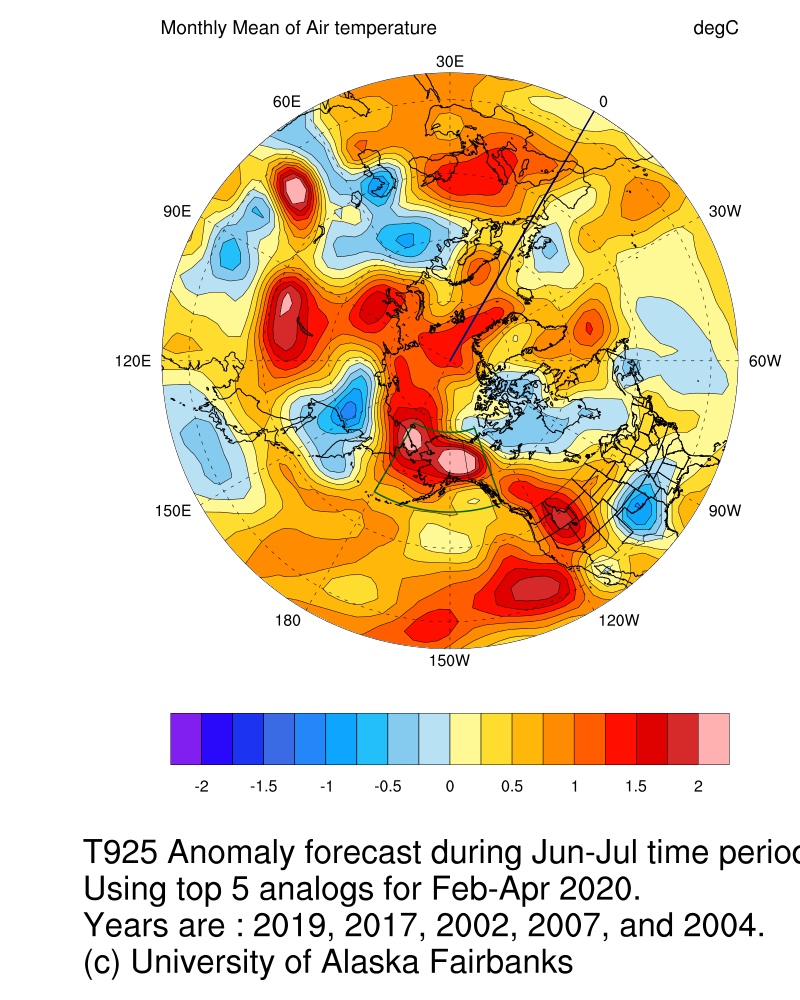 Monthly Mean of Air temperature degC
30E
60E 0
90E 30W
120E 60W
150E 90W
180 120W
150W
-2 -1.5 -1 -0.5 0 0.5 1 1.5 2
T925 Anomaly forecast during Jun-Jul time perio
Using top 5 analogs for Feb-Apr 2020.
Years are : 2019, 2017, 2002, 2007, and 2004.
(c) University of Alaska Fairbanks